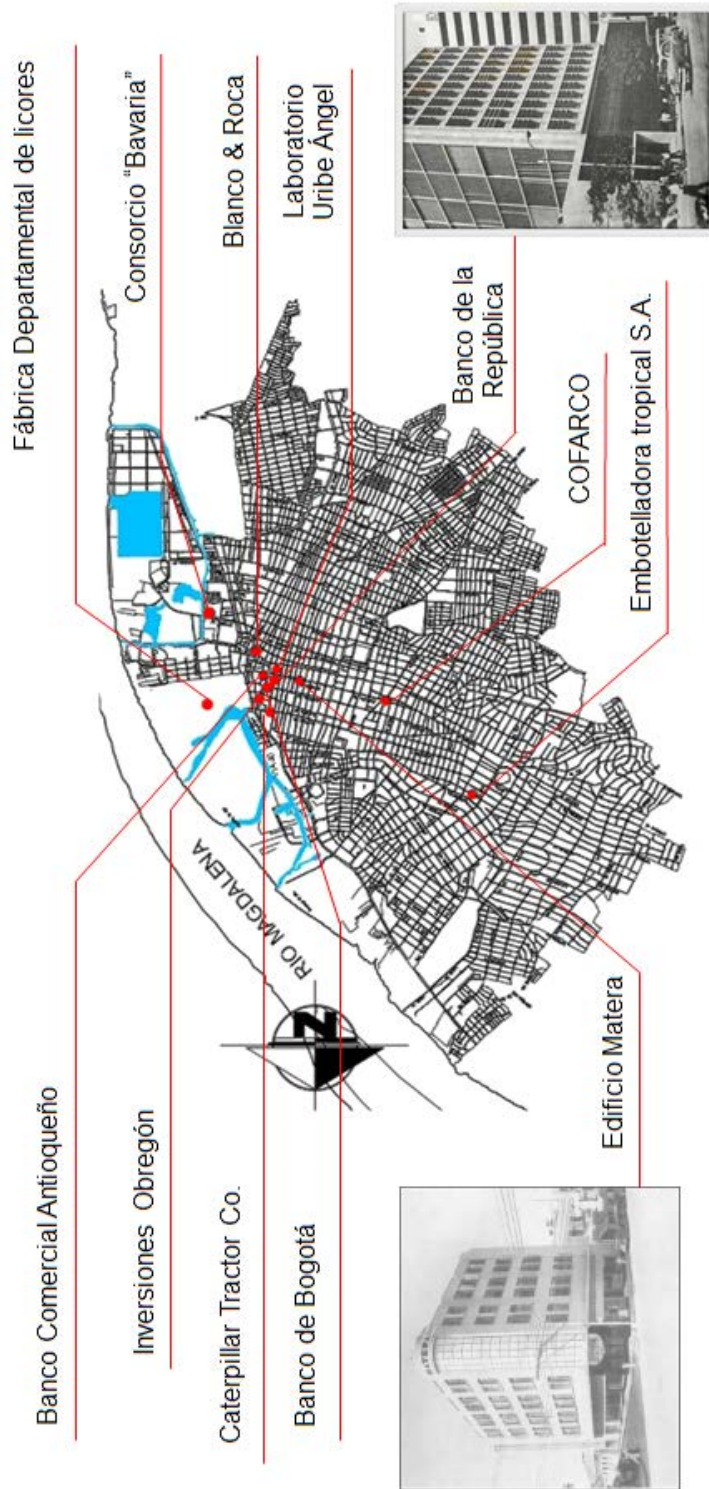 Banco Comercial Antioqueño
Inversiones Obregón
Caterpillar Tractor Co.
Banco de Bogotá
Edificio Matera
RIO MAGDALENA
N
Fábrica Departamental de licores
Consorcio "Bavaria"
Blanco & Roca
Laboratorio
Uribe Ángel
Banco de la
República
COFARCO
Embotelladora tropical S.A.